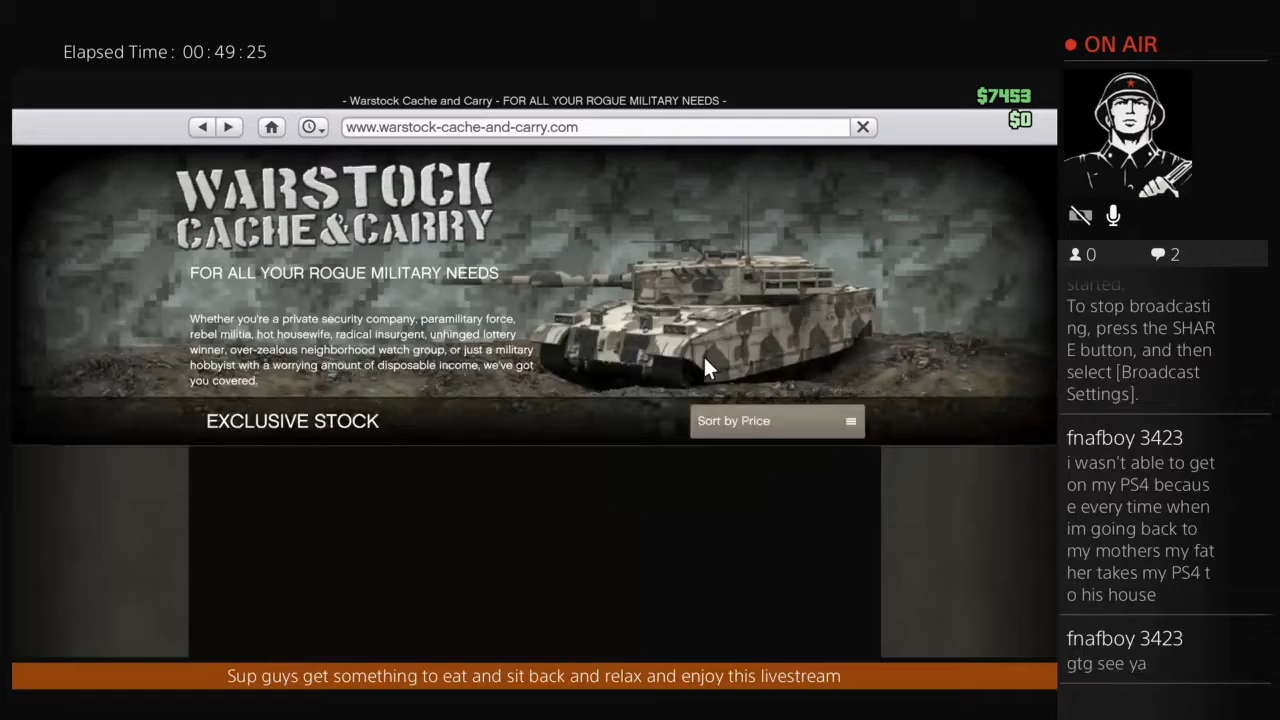 Elapsed Time : 00:49:25
ON AIR
- Warstock Cache and Carry - FOR ALL YOUR ROGUE MILITARY NEEDS -
$7453
$0
www.warstock-cache-and-carry.com
WARSTOCK
CACHE&CARRY
FOR ALL YOUR ROGUE MILITARY NEEDS
Whether you're a private security company, paramilitary force,
rebel militia, hot housewife, radical insurgent, unhinged lottery
winner, over-zealous neighborhood watch group, or just a military
hobbyist with a worrying amount of disposable income, we've got
you covered.
EXCLUSIVE STOCK
Sort by Price
0
2
started.
To stop broadcasti
ng, press the SHAR
E button, and then
select [Broadcast
Settings].
fnafboy 3423
i wasn't able to get
on my PS4 becaus
e every time when
im going back to
my mothers my fat
her takes my PS4 t
o his house
fnafboy 3423
gtg see ya
Sup guys get something to eat and sit back and relax and enjoy this livestream